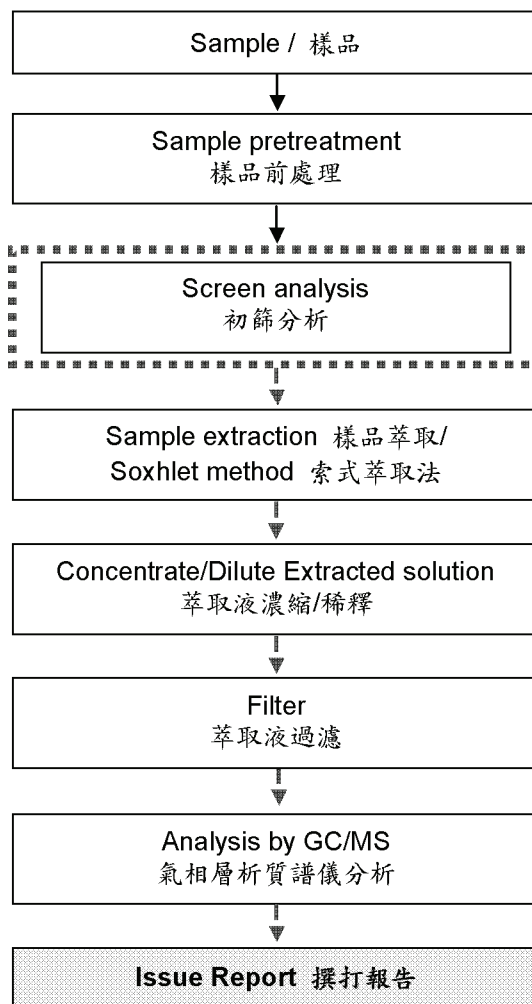 Sample / 樣品
Sample pretreatment
樣品前處理
Screen analysis
初篩分析
Sample extraction 樣品萃取/
Soxhlet method 索式萃取法
Concentrate/Dilute Extracted solution
萃取液濃縮/稀釋
Filter
萃取液過濾
Analysis by GC/MS
氣相層析質譜儀分析
Issue Report 撰打報告